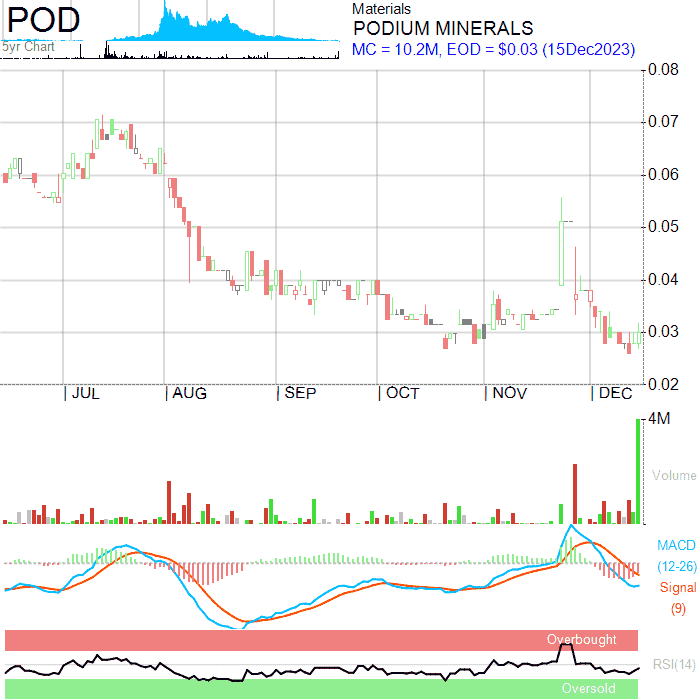 POD
5yr Chart
Materials
PODIUM MINERALS
MC = 10.2M, EOD = $0.03 (15Dec2023)
0.08
0.07
0.06
0.05
0.04
0.03
0.02
JUL AUG SEP OCT NOV DEC
4M
Volume
MACD
(12-26)
Signal
(9)
Overbought
RSI(14)
Oversold